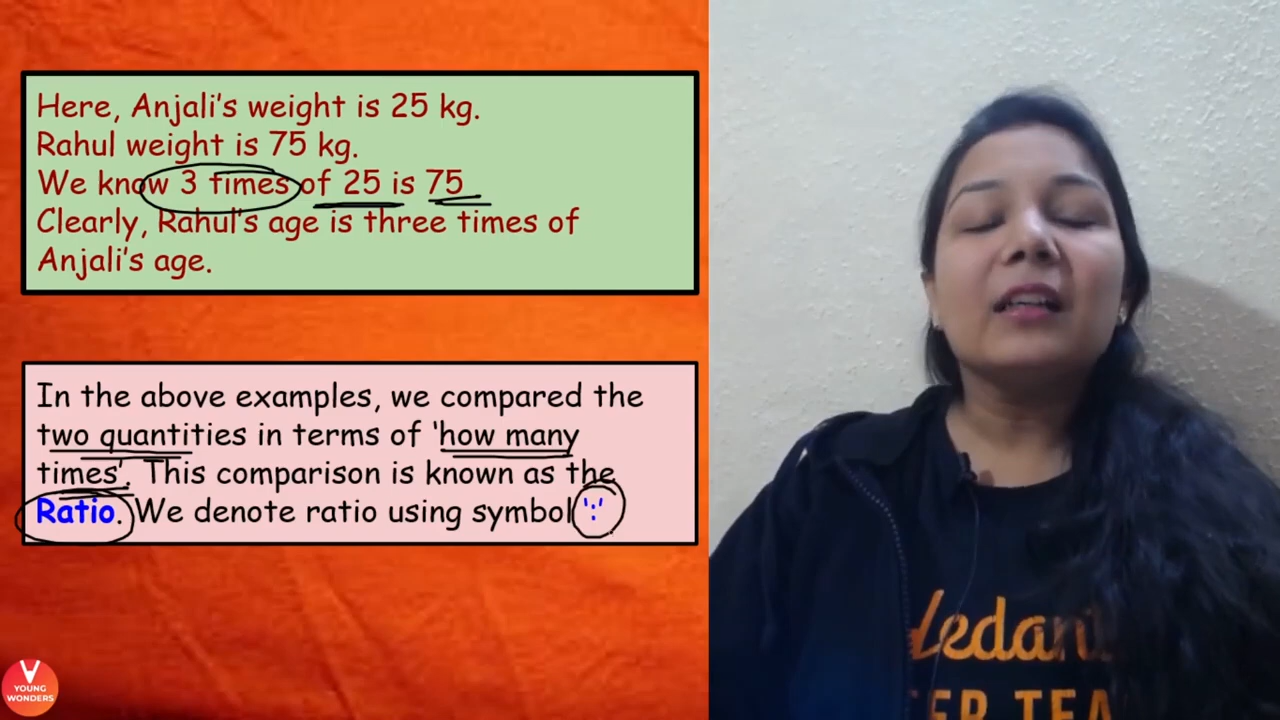 Here, Anjali's weight is 25 kg.
Rahul weight is 75 kg.
We know 3 times of 25 is 75
Clearly, Rahul's age is three times of
Anjali's age.
In the above examples, we compared the
two quantities in terms of 'how many
times'. This comparison is known as the
Ratio. We denote ratio using symbol ':'
V
YOUNG
WONDERS